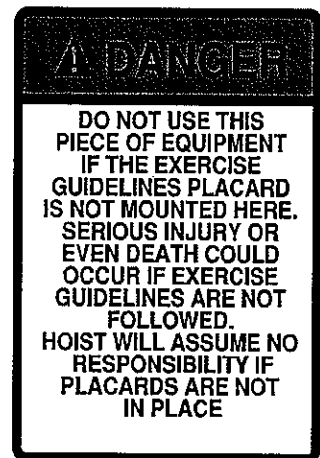 ⚠ DANGER
DO NOT USE THIS
PIECE OF EQUIPMENT
IF THE EXERCISE
GUIDELINES PLACARD
IS NOT MOUNTED HERE.
SERIOUS INJURY OR
EVEN DEATH COULD
OCCUR IF EXERCISE
GUIDELINES ARE NOT
FOLLOWED.
HOIST WILL ASSUME NO
RESPONSIBILITY IF
PLACARDS ARE NOT
IN PLACE